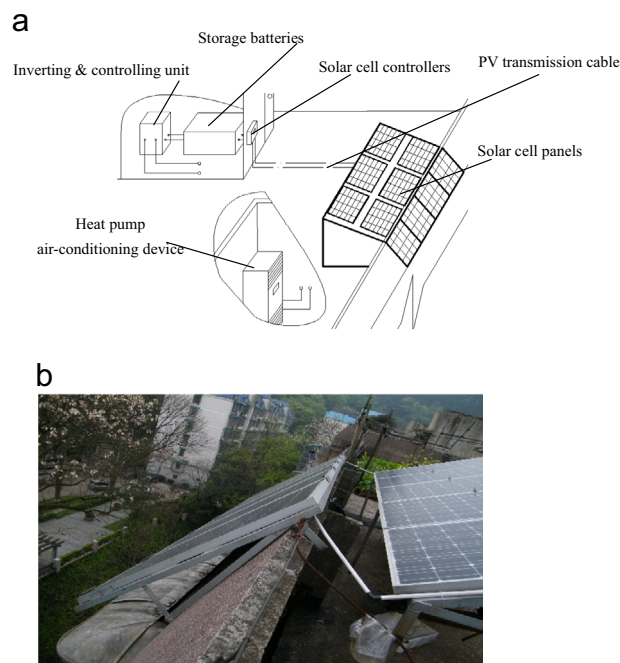 a
Storage batteries
Inverting & controlling unit
Solar cell controllers
PV transmission cable
Solar cell panels
Heat pump
air-conditioning device
b